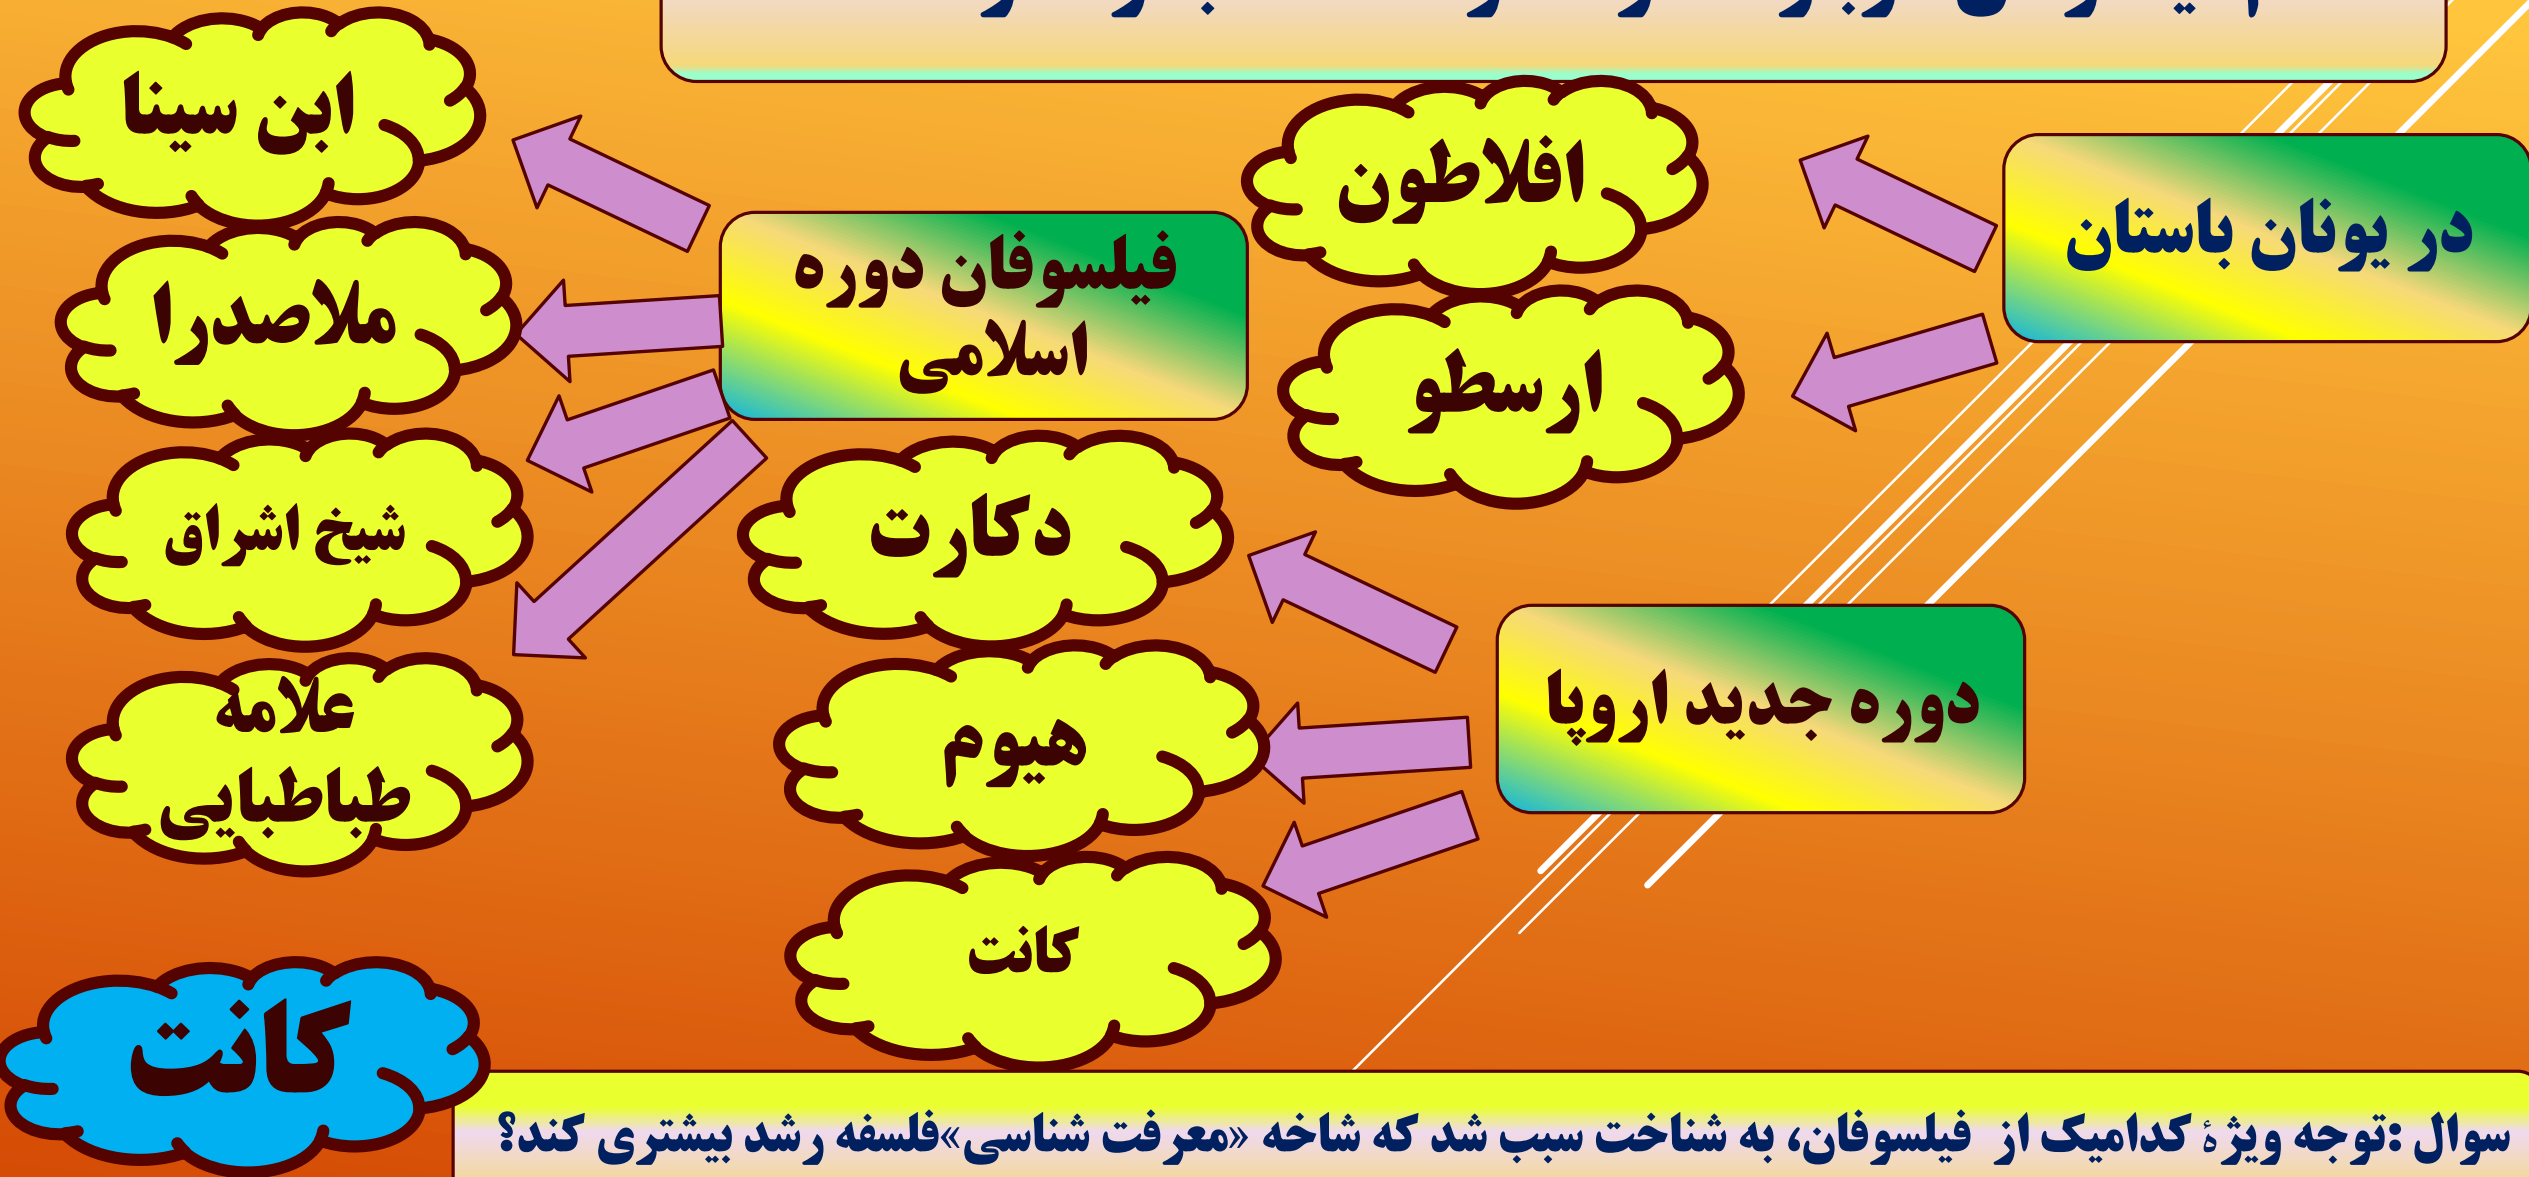 در یونان باستان
افلاطون
ارسطو
فیلسوفان دوره
اسلامی
ابن سینا
ملاصدرا
شیخ اشراق
علامه
طباطبایی
دوره جدید اروپا
دکارت
هیوم
کانت
سوال :توجه ویژۀ کدامیک از فیلسوفان، به شناخت سبب شد که شاخه «معرفت شناسی»فلسفه رشد بیشتری کند؟
کانت